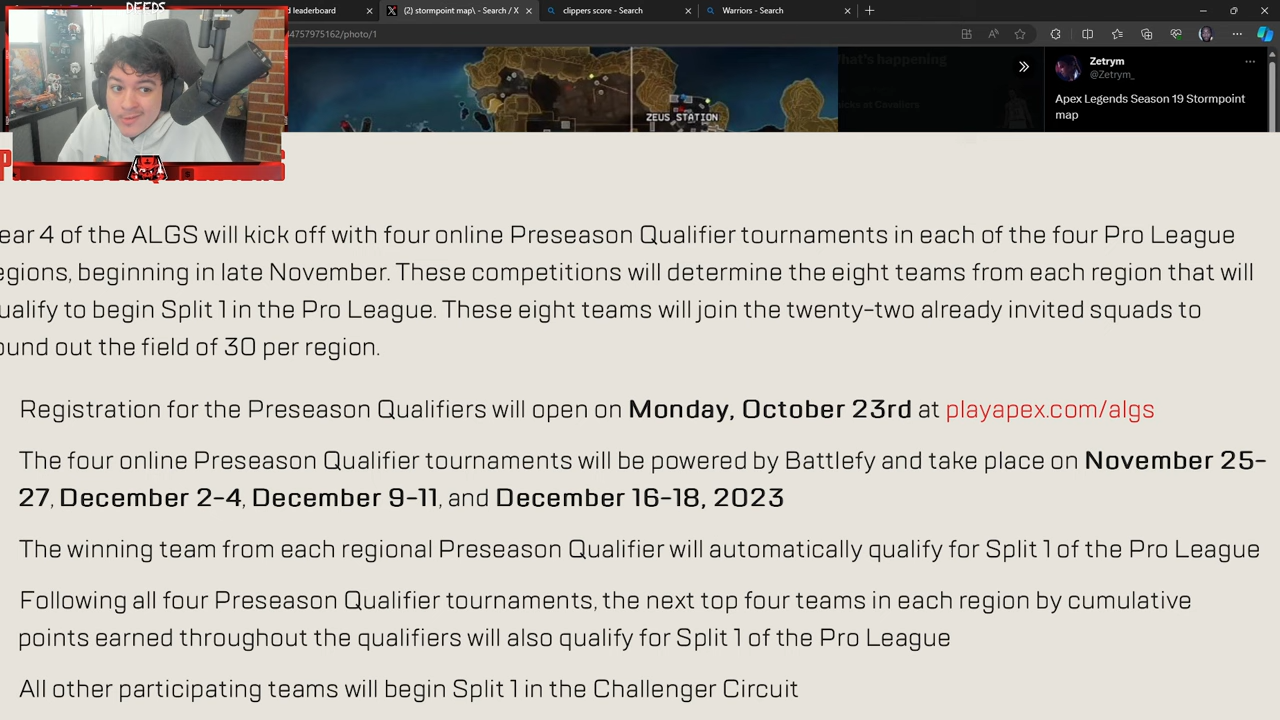 DEEDS
d leaderboard
(2) stormpoint map\ - Search / X
clippers score - Search
Warriors - Search
44757975162/photo/1
What's happening
Knicks at Cavaliers
Zetrym
@Zetrym_
Apex Legends Season 19 Stormpoint
map
ZEUS STATION
ear 4 of the ALGS will kick off with four online Preseason Qualifier tournaments in each of the four Pro League
egions, beginning in late November. These competitions will determine the eight teams from each region that will
ualify to begin Split 1 in the Pro League. These eight teams will join the twenty-two already invited squads to
ound out the field of 30 per region.
Registration for the Preseason Qualifiers will open on Monday, October 23rd at playapex.com/algs
The four online Preseason Qualifier tournaments will be powered by Battlefy and take place on November 25-
27, December 2-4, December 9-11, and December 16-18, 2023
The winning team from each regional Preseason Qualifier will automatically qualify for Split 1 of the Pro League
Following all four Preseason Qualifier tournaments, the next top four teams in each region by cumulative
points earned throughout the qualifiers will also qualify for Split 1 of the Pro League
All other participating teams will begin Split 1 in the Challenger Circuit